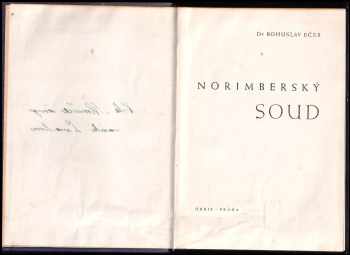 Dr BOHUSLAV EČER
NORIMBERSKÝ
SOUD
ORBIS - PRAHA